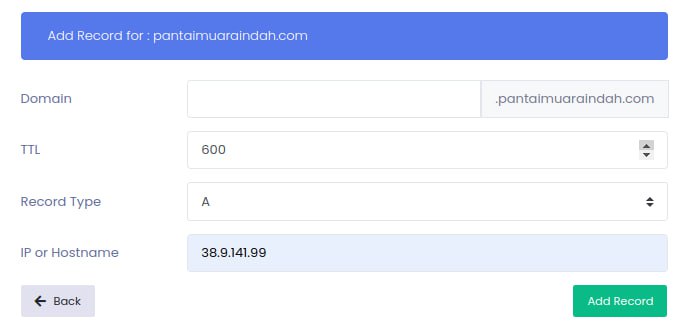 Add Record for : pantaimuaraindah.com
Domain .pantaimuaraindah.com
TTL 600
Record Type A
IP or Hostname 38.9.141.99
Back Add Record